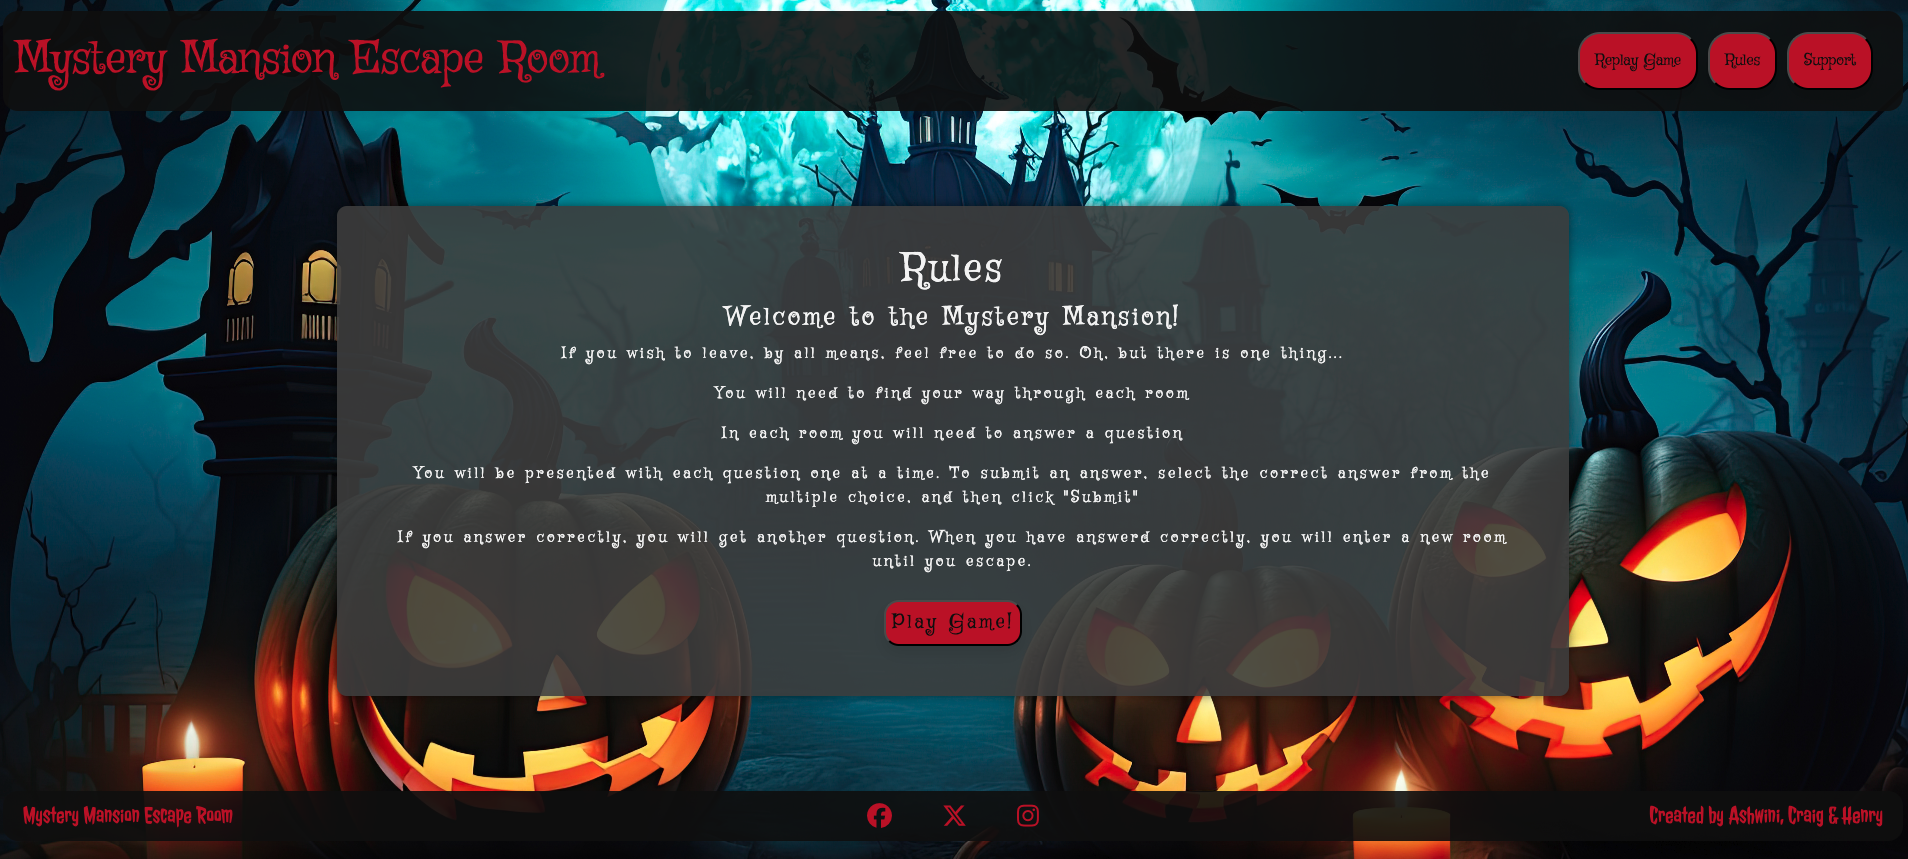 Mystery Mansion Escape Room
Replay Game
Rules
Support
Rules
Welcome to the Mystery Mansion!
If you wish to leave, by all means, feel free to do so. Oh, but there is one thing...
You will need to find your way through each room
In each room you will need to answer a question
You will be presented with each question one at a time. To submit an answer, select the correct answer from the
multiple choice, and then click "Submit"
If you answer correctly, you will get another question. When you have answerd correctly, you will enter a new room
until you escape.
Play Game!
Mystery Mansion Escape Room
Created by Ashwini, Craig & Henry